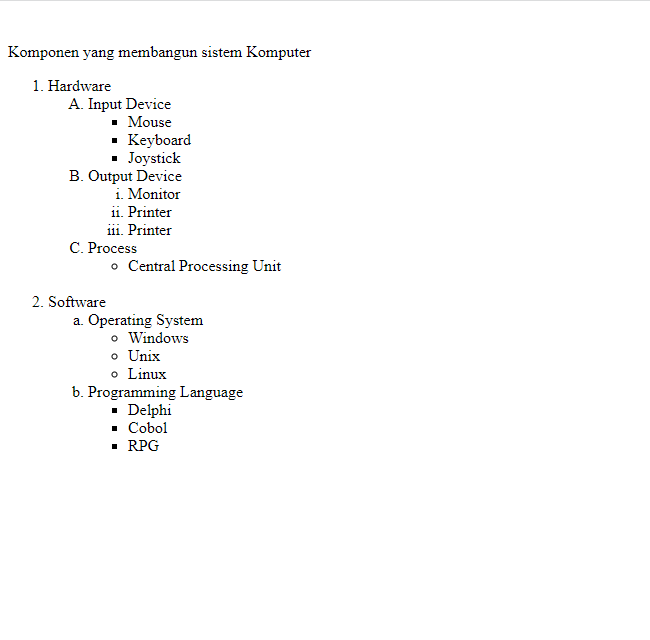 Komponen yang membangun sistem Komputer
1. Hardware
A. Input Device
▪ Mouse
▪ Keyboard
▪ Joystick
B. Output Device
i. Monitor
ii. Printer
iii. Printer
C. Process
◦ Central Processing Unit
2. Software
a. Operating System
◦ Windows
◦ Unix
◦ Linux
b. Programming Language
▪ Delphi
▪ Cobol
▪ RPG